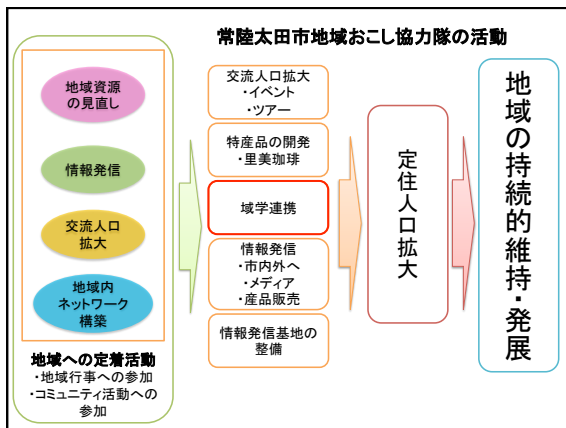 常陸太田市地域おこし協力隊の活動
地域資源
の見直し
情報発信
交流人口
拡大
地域内
ネットワーク
構築
地域への定着活動
・地域行事への参加
・コミュニティ活動への
参加
交流人口拡大
・イベント
・ツアー
特産品の開発
・里美珈琲
域学連携
情報発信
・市内外へ
・メディア
・産品販売
情報発信基地の
整備
定住人口拡大
地域の持続的維持・発展